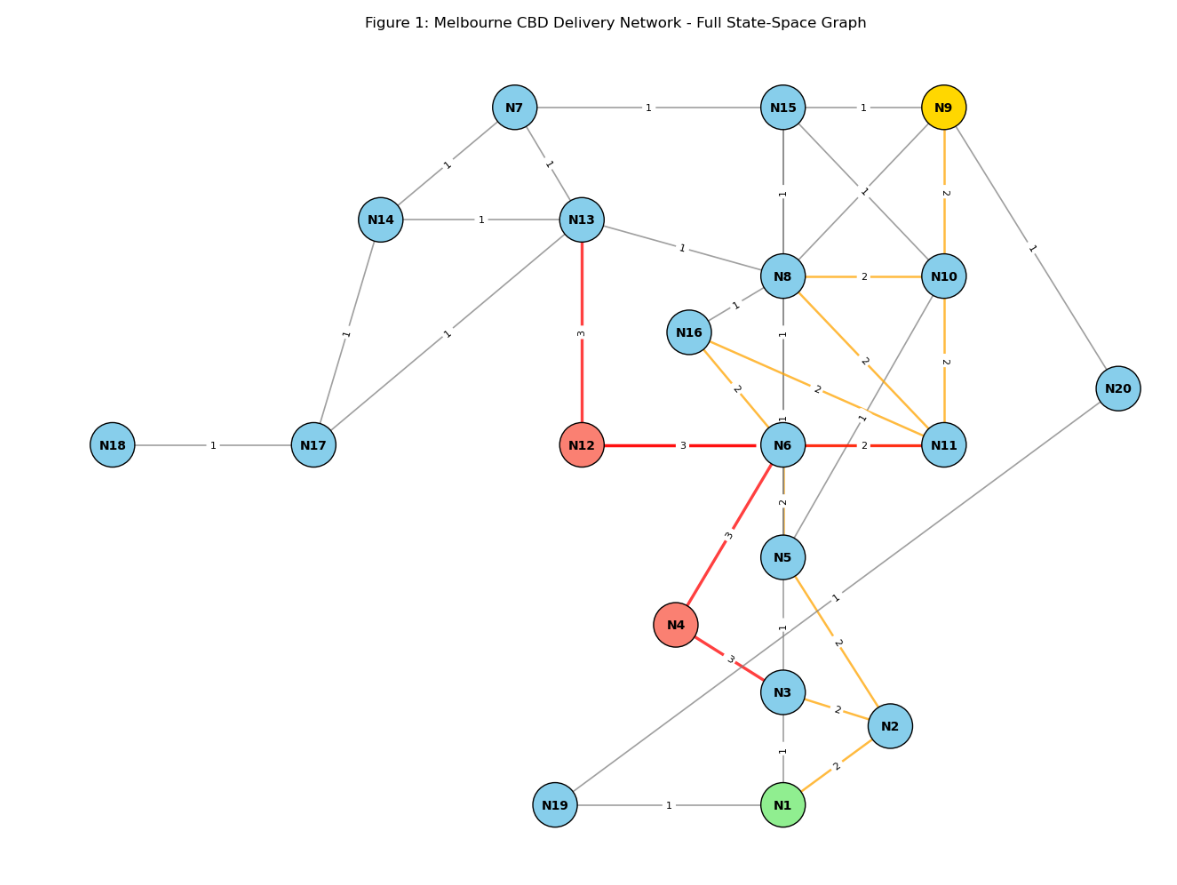 Figure 1: Melbourne CBD Delivery Network - Full State-Space Graph
N7 1 N15 1 N9
1 1
1 1 2
N14 1 N13
1 1
N8 2 N10
1
N16
1 1 3 1 2 2
2 2
N20
1 1
N18 1 N17 N12 3 N6 2 N11
2
3
N5
1
N4 1 2
3
N3
2
N2
1 2
N19 1 N1